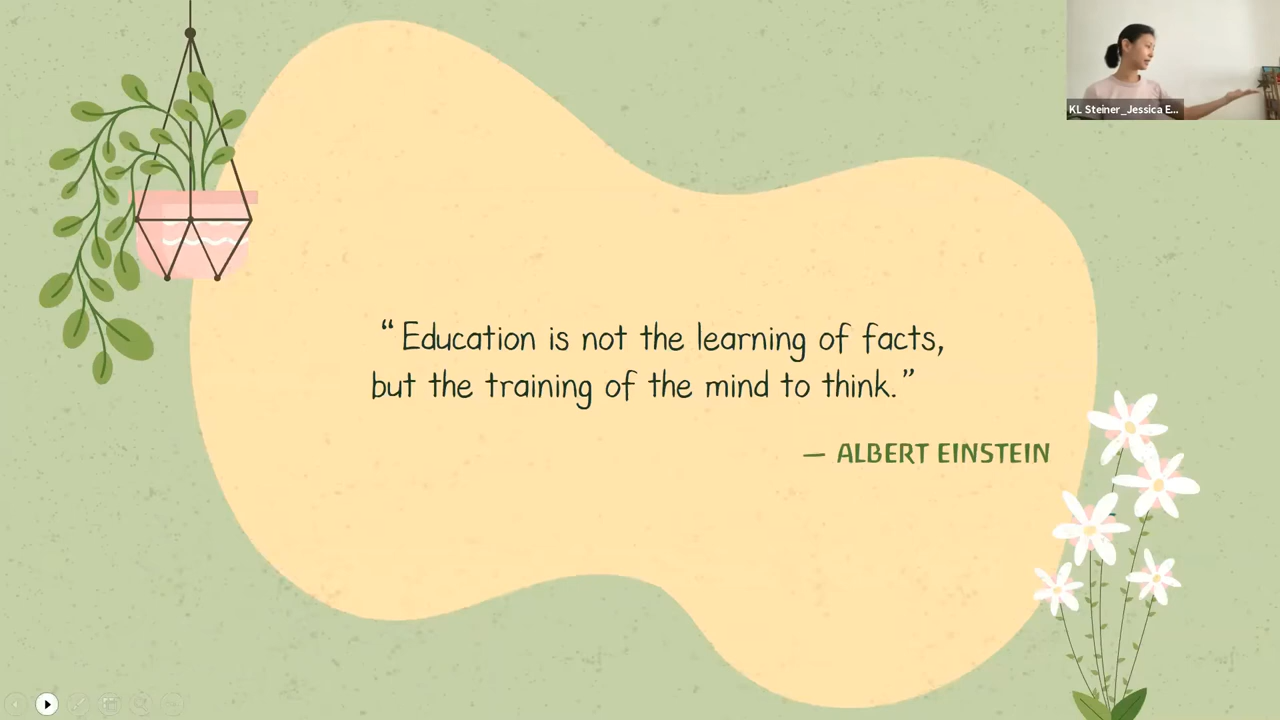 KL Steiner_Jessica E...
“Education is not the learning of facts,
but the training of the mind to think.”
— ALBERT EINSTEIN